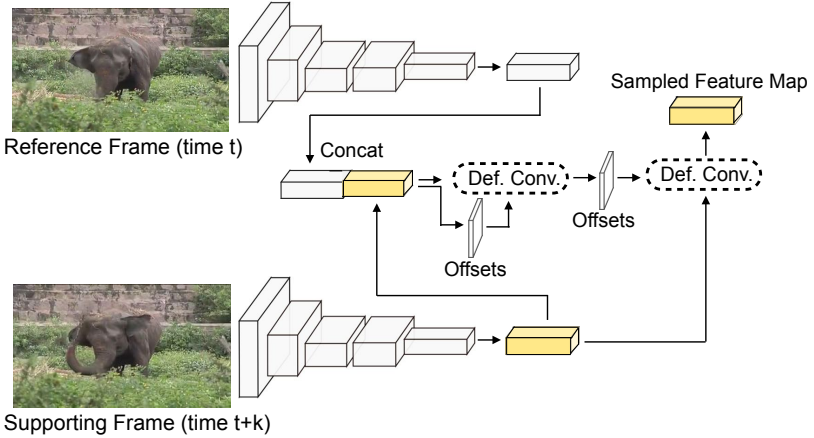 Sampled Feature Map
Reference Frame (time t)
Concat
Def. Conv.
Def. Conv.
Offsets
Offsets
Supporting Frame (time t+k)